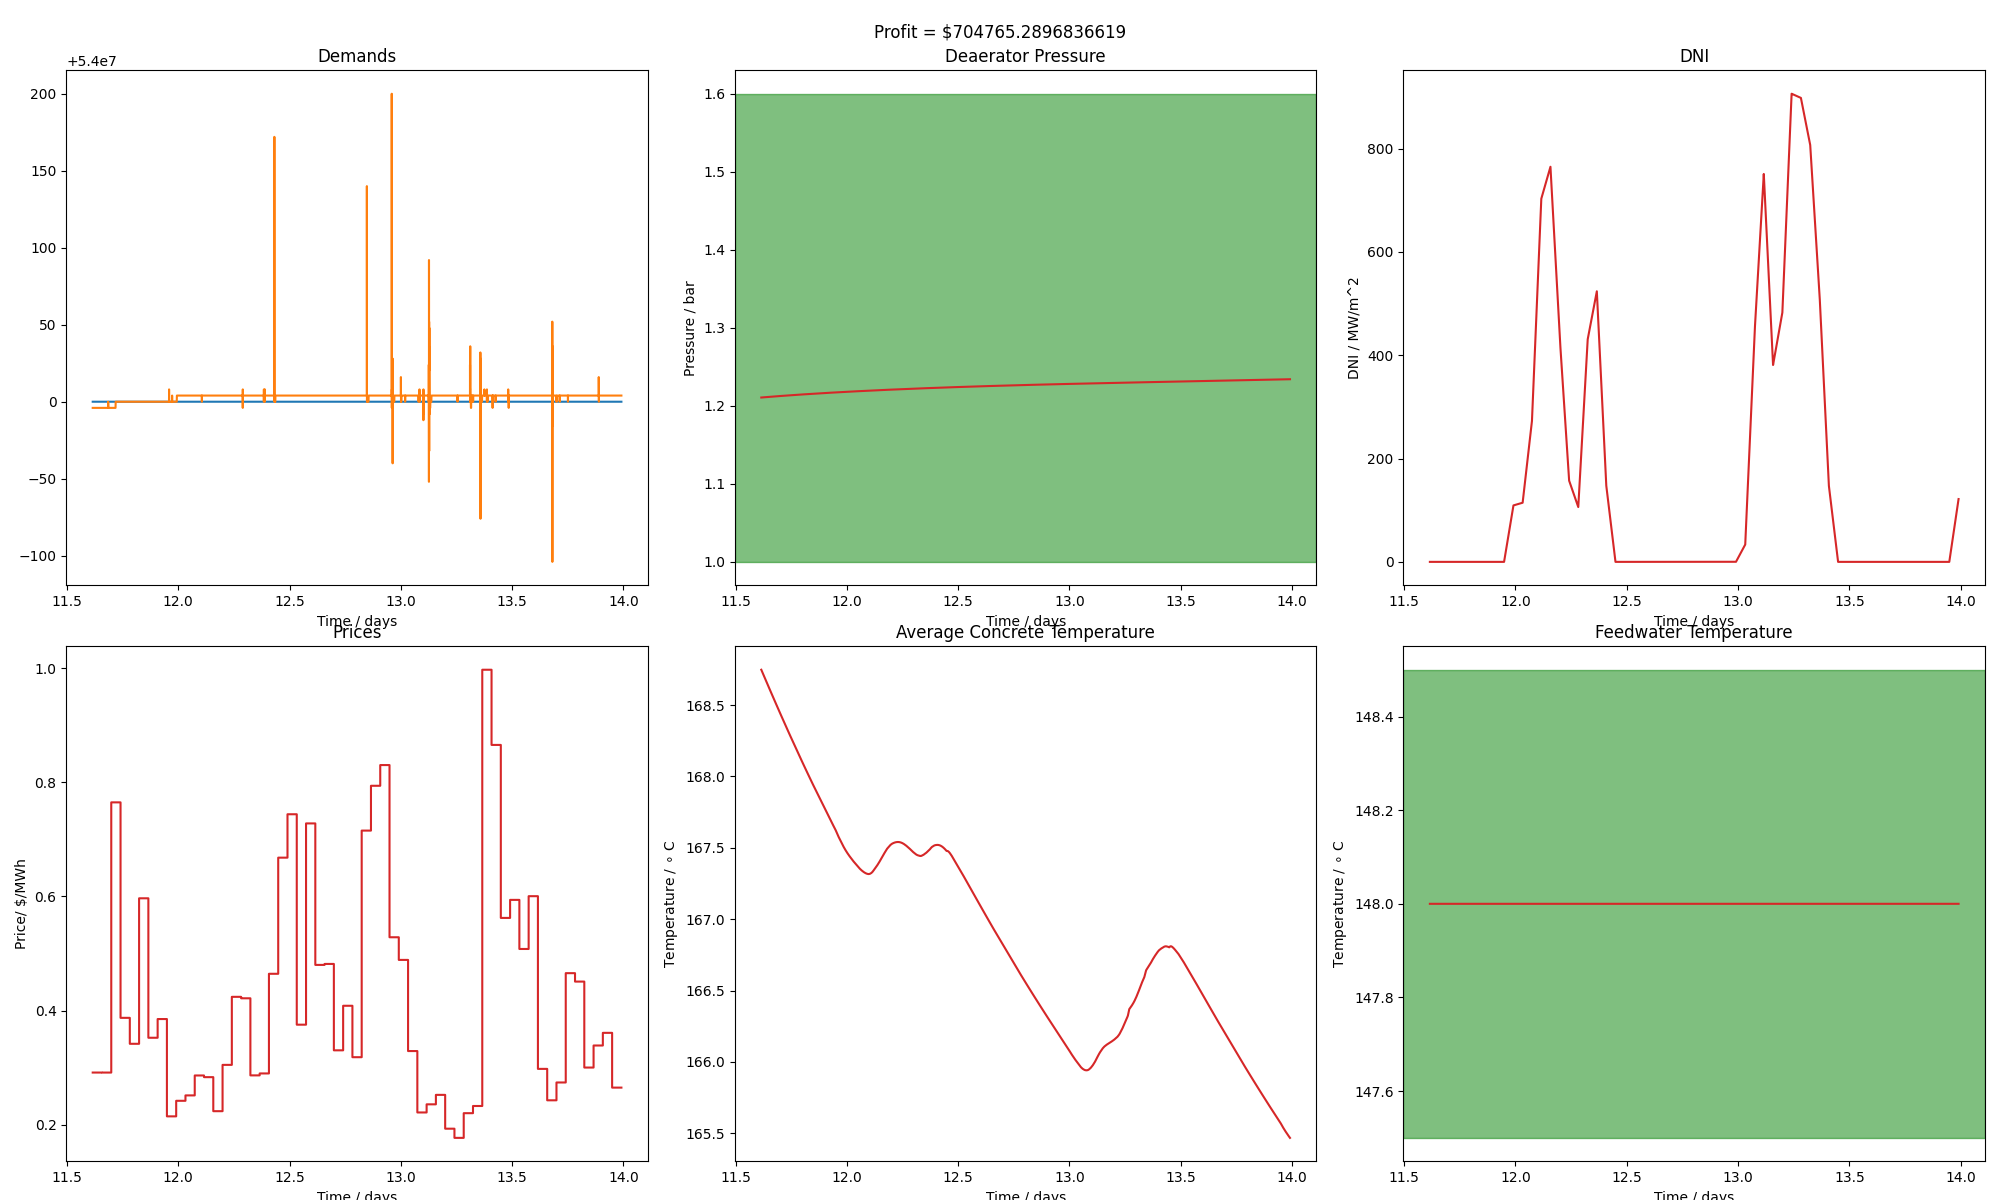 Profit = $704765.2896836619
Demands
+5.4e7
200
150
100
50
0
−50
−100
11.5 12.0 12.5 13.0 13.5 14.0
Time / days
Deaerator Pressure
Pressure / bar
1.6
1.5
1.4
1.3
1.2
1.1
1.0
11.5 12.0 12.5 13.0 13.5 14.0
Time / days
DNI
DNI / MW/m^2
800
600
400
200
0
11.5 12.0 12.5 13.0 13.5 14.0
Time / days
Prices
Price/ $/MWh
1.0
0.8
0.6
0.4
0.2
11.5 12.0 12.5 13.0 13.5 14.0
Time / days
Average Concrete Temperature
Temperature / ∘ C
168.5
168.0
167.5
167.0
166.5
166.0
165.5
11.5 12.0 12.5 13.0 13.5 14.0
Time / days
Feedwater Temperature
Temperature / ∘ C
148.4
148.2
148.0
147.8
147.6
11.5 12.0 12.5 13.0 13.5 14.0
Time / days